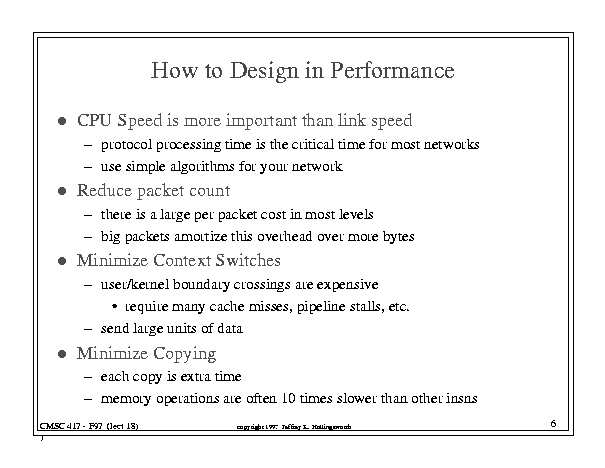 How to Design in Performance
● CPU Speed is more important than link speed
– protocol processing time is the critical time for most networks
– use simple algorithms for your network
● Reduce packet count
– there is a large per packet cost in most levels
– big packets amortize this overhead over more bytes
● Minimize Context Switches
– user/kernel boundary crossings are expensive
• require many cache misses, pipeline stalls, etc.
– send large units of data
● Minimize Copying
– each copy is extra time
– memory operations are often 10 times slower than other insns
CMSC 417 - F97 (lect 18)
copyright 1997 Jeffrey K. Hollingsworth
6